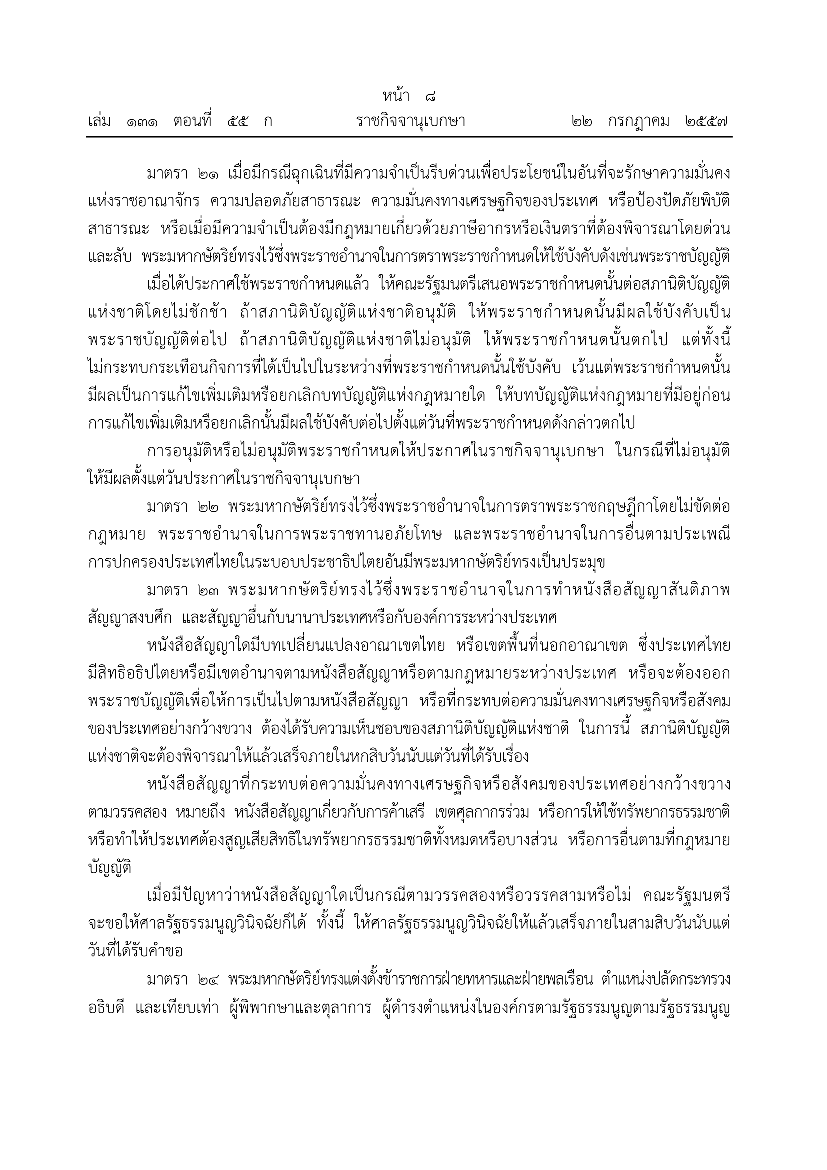 หน้า ๘
เล่ม ๑๓๑ ตอนที่ ๕๕ ก ราชกิจจานุเบกษา ๒๒ กรกฎาคม ๒๕๕๗
มาตรา ๒๑ เมื่อมีกรณีฉุกเฉินที่มีความจำเป็นรีบด่วนเพื่อประโยชน์ในอันที่จะรักษาความมั่นคง
แห่งราชอาณาจักร ความปลอดภัยสาธารณะ ความมั่นคงทางเศรษฐกิจของประเทศ หรือป้องปัดภัยพิบัติ
สาธารณะ หรือเมื่อมีความจำเป็นต้องมีกฎหมายเกี่ยวด้วยภาษีอากรหรือเงินตราที่ต้องพิจารณาโดยด่วน
และลับ พระมหากษัตริย์ทรงไว้ซึ่งพระราชอำนาจในการตราพระราชกำหนดให้ใช้บังคับดังเช่นพระราชบัญญัติ
เมื่อได้ประกาศใช้พระราชกำหนดแล้ว ให้คณะรัฐมนตรีเสนอพระราชกำหนดนั้นต่อสภานิติบัญญัติ
แห่งชาติโดยไม่ชักช้า ถ้าสภานิติบัญญัติแห่งชาติอนุมัติ ให้พระราชกำหนดนั้นมีผลใช้บังคับเป็น
พระราชบัญญัติต่อไป ถ้าสภานิติบัญญัติแห่งชาติไม่อนุมัติ ให้พระราชกำหนดนั้นตกไป แต่ทั้งนี้
ไม่กระทบกระเทือนกิจการที่ได้เป็นไปในระหว่างที่พระราชกำหนดนั้นใช้บังคับ เว้นแต่พระราชกำหนดนั้น
มีผลเป็นการแก้ไขเพิ่มเติมหรือยกเลิกบทบัญญัติแห่งกฎหมายใด ให้บทบัญญัติแห่งกฎหมายที่มีอยู่ก่อน
การแก้ไขเพิ่มเติมหรือยกเลิกนั้นมีผลใช้บังคับต่อไปตั้งแต่วันที่พระราชกำหนดดังกล่าวตกไป
การอนุมัติหรือไม่อนุมัติพระราชกำหนดให้ประกาศในราชกิจจานุเบกษา ในกรณีที่ไม่อนุมัติ
ให้มีผลตั้งแต่วันประกาศในราชกิจจานุเบกษา
มาตรา ๒๒ พระมหากษัตริย์ทรงไว้ซึ่งพระราชอำนาจในการตราพระราชกฤษฎีกาโดยไม่ขัดต่อ
กฎหมาย พระราชอำนาจในการพระราชทานอภัยโทษ และพระราชอำนาจในการอื่นตามประเพณี
การปกครองประเทศไทยในระบอบประชาธิปไตยอันมีพระมหากษัตริย์ทรงเป็นประมุข
มาตรา ๒๓ พระมหากษัตริย์ทรงไว้ซึ่งพระราชอำนาจในการทำหนังสือสัญญาสันติภาพ
สัญญาสงบศึก และสัญญาอื่นกับนานาประเทศหรือกับองค์การระหว่างประเทศ
หนังสือสัญญาใดมีบทเปลี่ยนแปลงอาณาเขตไทย หรือเขตพื้นที่นอกอาณาเขต ซึ่งประเทศไทย
มีสิทธิอธิปไตยหรือมีเขตอำนาจตามหนังสือสัญญาหรือตามกฎหมายระหว่างประเทศ หรือจะต้องออก
พระราชบัญญัติเพื่อให้การเป็นไปตามหนังสือสัญญา หรือที่กระทบต่อความมั่นคงทางเศรษฐกิจหรือสังคม
ของประเทศอย่างกว้างขวาง ต้องได้รับความเห็นชอบของสภานิติบัญญัติแห่งชาติ ในการนี้ สภานิติบัญญัติ
แห่งชาติจะต้องพิจารณาให้แล้วเสร็จภายในหกสิบวันนับแต่วันที่ได้รับเรื่อง
หนังสือสัญญาที่กระทบต่อความมั่นคงทางเศรษฐกิจหรือสังคมของประเทศอย่างกว้างขวาง
ตามวรรคสอง หมายถึง หนังสือสัญญาเกี่ยวกับการค้าเสรี เขตศุลกากรร่วม หรือการให้ใช้ทรัพยากรธรรมชาติ
หรือทำให้ประเทศต้องสูญเสียสิทธิในทรัพยากรธรรมชาติทั้งหมดหรือบางส่วน หรือการอื่นตามที่กฎหมาย
บัญญัติ
เมื่อมีปัญหาว่าหนังสือสัญญาใดเป็นกรณีตามวรรคสองหรือวรรคสามหรือไม่ คณะรัฐมนตรี
จะขอให้ศาลรัฐธรรมนูญวินิจฉัยก็ได้ ทั้งนี้ ให้ศาลรัฐธรรมนูญวินิจฉัยให้แล้วเสร็จภายในสามสิบวันนับแต่
วันที่ได้รับคำขอ
มาตรา ๒๔ พระมหากษัตริย์ทรงแต่งตั้งข้าราชการฝ่ายทหารและฝ่ายพลเรือน ตำแหน่งปลัดกระทรวง
อธิบดี และเทียบเท่า ผู้พิพากษาและตุลาการ ผู้ดำรงตำแหน่งในองค์กรตามรัฐธรรมนูญตามรัฐธรรมนูญ